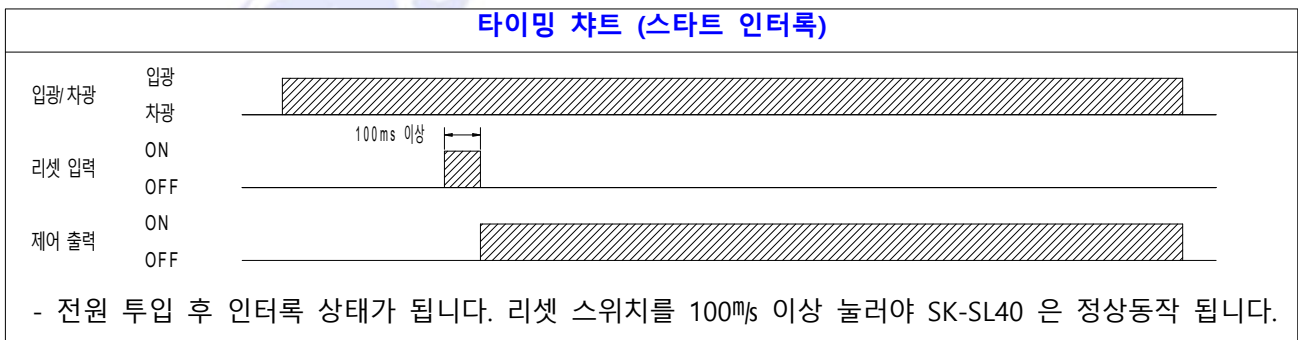 타이밍 챠트 (스타트 인터록)
입광/차광 입광
차광
100ms 이상
리셋 입력 ON
OFF
제어 출력 ON
OFF
- 전원 투입 후 인터록 상태가 됩니다. 리셋 스위치를 100㎧ 이상 눌러야 SK-SL40 은 정상동작 됩니다.